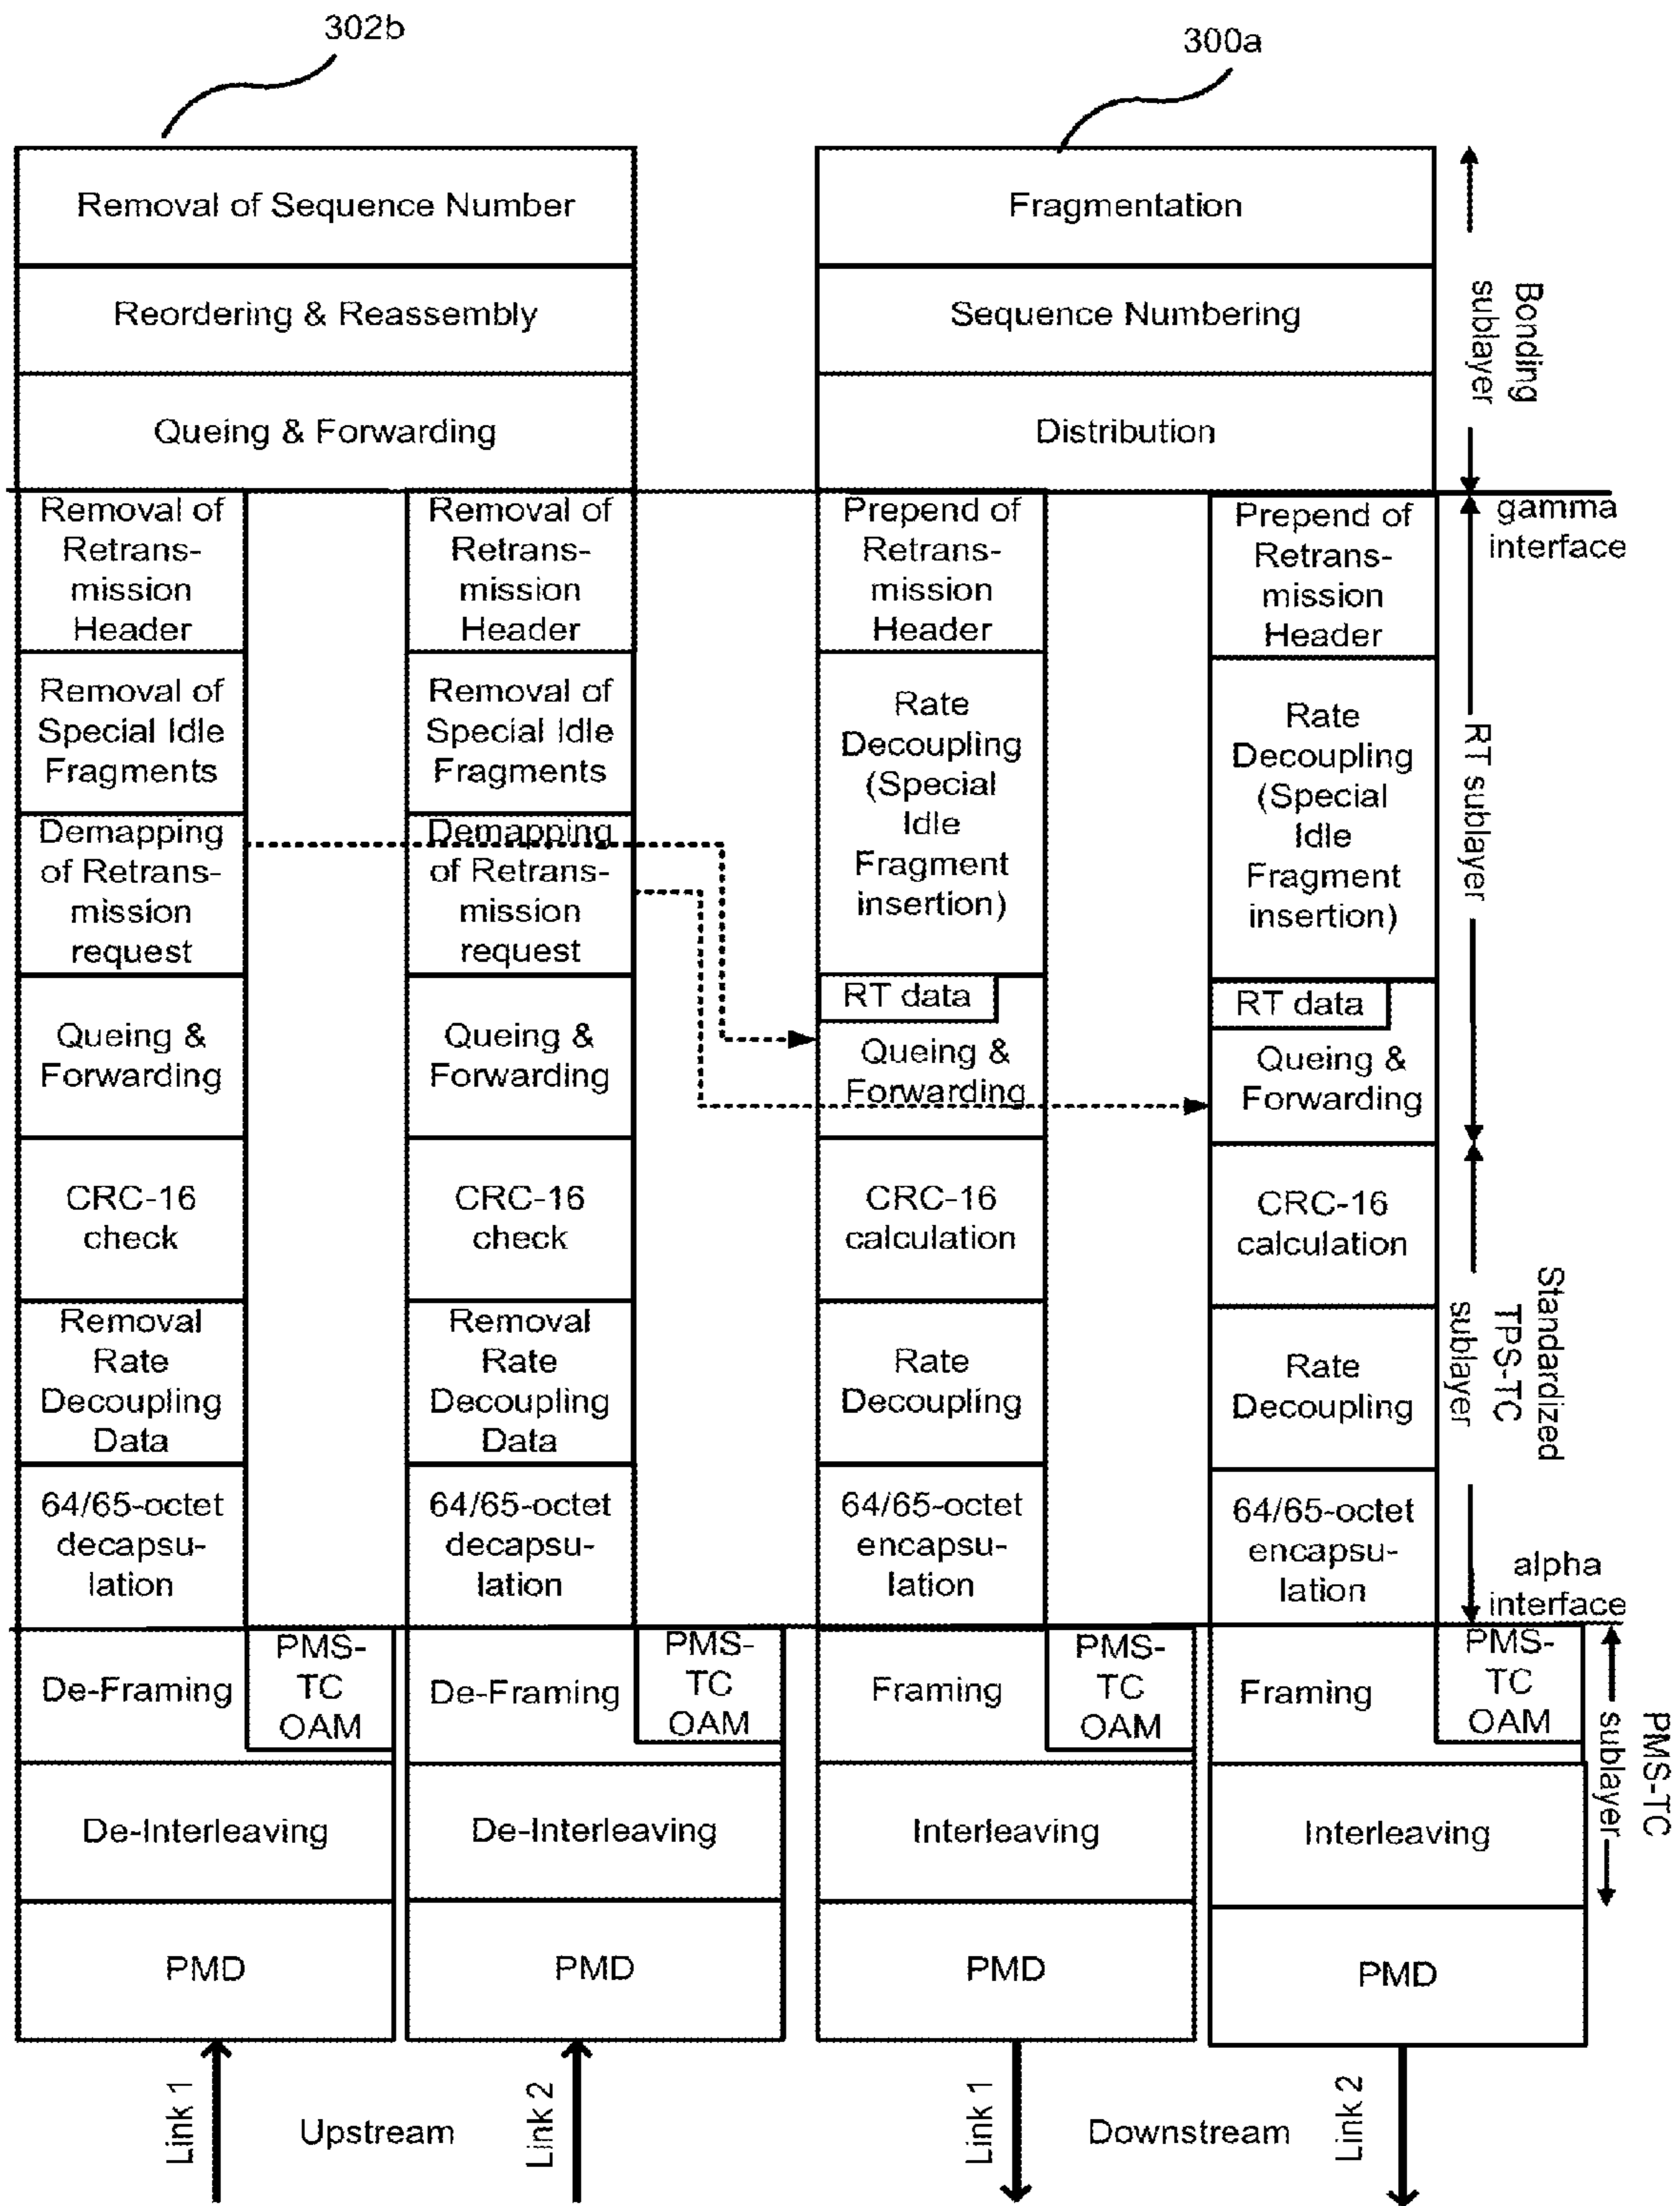 302b
300a
Removal of Sequence Number
Reordering & Reassembly
Queing & Forwarding
Fragmentation
Sequence Numbering
Distribution
Bonding
sublayer
gamma
interface
Removal of
Retrans-
mission
Header
Removal of
Special Idle
Fragments
Demapping
of Retrans-
mission
request
Queing &
Forwarding
CRC-16
check
Removal
Rate
Decoupling
Data
64/65-octet
decapsu-
lation
Removal of
Retrans-
mission
Header
Removal of
Special Idle
Fragments
Demapping
of Retrans-
mission
request
Queing &
Forwarding
CRC-16
check
Removal
Rate
Decoupling
Data
64/65-octet
decapsu-
lation
Prepend of
Retrans-
mission
Header
Rate
Decoupling
(Special
Idle
Fragment
insertion)
RT data
Queing &
Forwarding
CRC-16
calculation
Rate
Decoupling
64/65-octet
encapsu-
lation
Prepend of
Retrans-
mission
Header
Rate
Decoupling
(Special
Idle
Fragment
insertion)
RT data
Queing &
Forwarding
CRC-16
calculation
Rate
Decoupling
64/65-octet
encapsu-
lation
RT sublayer
Standardized
TPS-TC
sublayer
alpha
interface
De-Framing
PMS-
TC
OAM
De-Interleaving
PMD
De-Framing
PMS-
TC
OAM
De-Interleaving
PMD
Framing
PMS-
TC
OAM
Interleaving
PMD
Framing
PMS-
TC
OAM
Interleaving
PMD
PMS-TC
sublayer
Link 1
Upstream
Link 2
Link 1
Downstream
Link 2